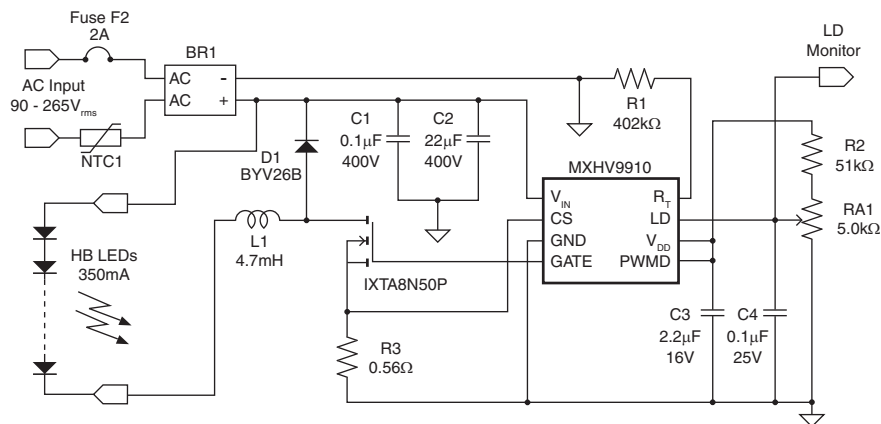 Fuse F2
2A
BR1
AC
-
AC
+
AC Input
90 - 265Vrms
NTC1
LD
Monitor
R1
402kΩ
C1
0.1µF
400V
C2
22µF
400V
D1
BYV26B
R2
51kΩ
RA1
5.0kΩ
MXHV9910
VIN
CS
GND
GATE
RT
LD
VDD
PWMD
HB LEDs
350mA
L1
4.7mH
IXTA8N50P
R3
0.56Ω
C3
2.2µF
16V
C4
0.1µF
25V